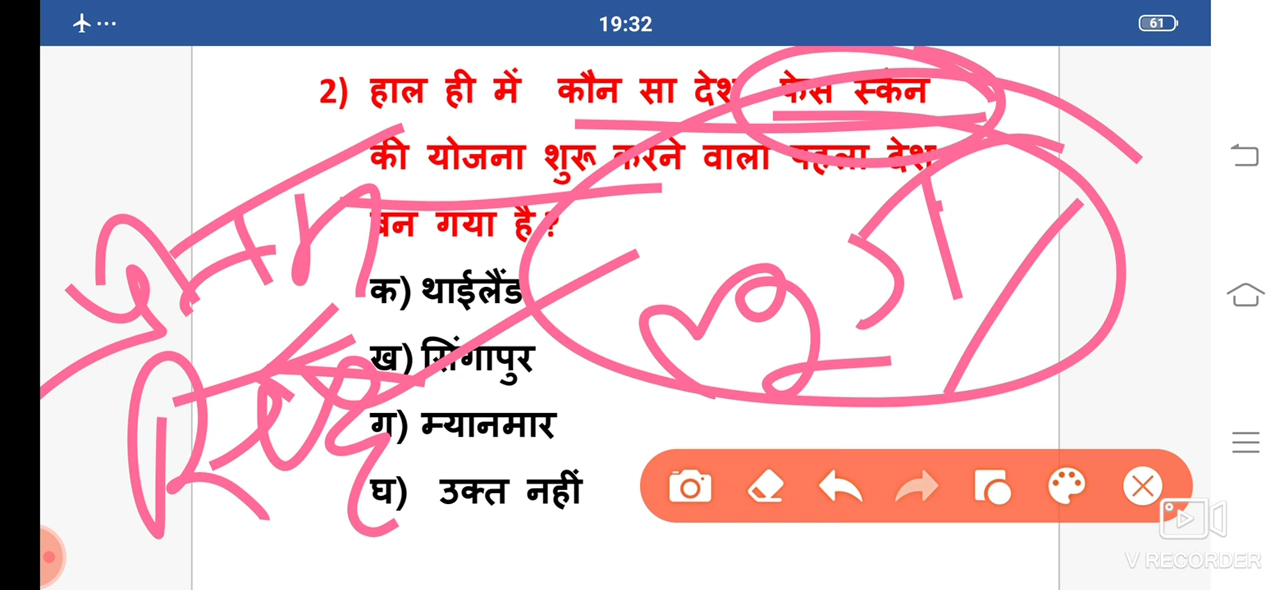 19:32
61
2) हाल ही में कौन सा देश फेस स्केन
की योजना शुरू करने वाला पहला देश
बन गया है?
क) थाईलैंड
ख) सिंगापुर
ग) म्यानमार
घ) उक्त नहीं
V RECORDER